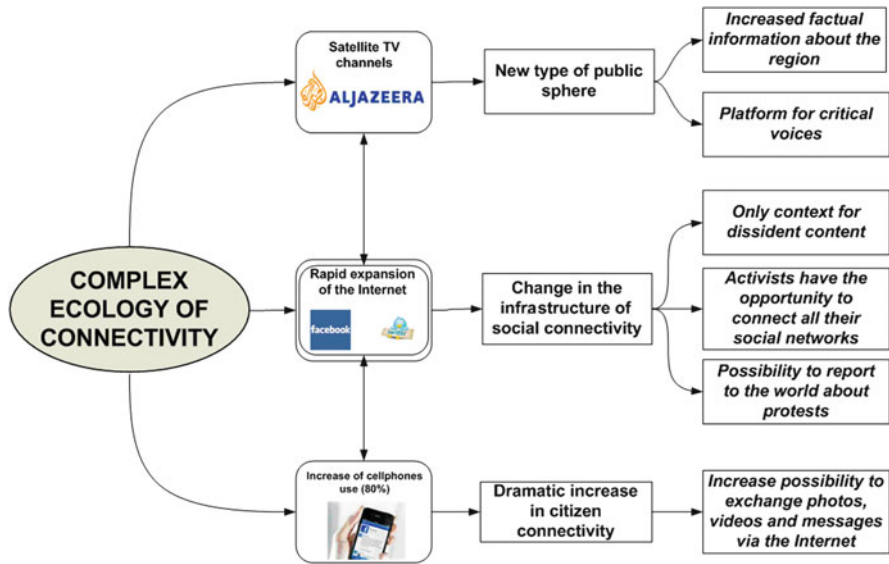 COMPLEX
ECOLOGY OF
CONNECTIVITY
Satellite TV
channels
ALJAZEERA
New type of public
sphere
Increased factual
information about the
region
Platform for critical
voices
Rapid expansion
of the Internet
facebook
Change in the
infrastructure of
social connectivity
Only context for
dissident content
Activists have the
opportunity to
connect all their
social networks
Possibility to report
to the world about
protests
Increase of cellphones
use (80%)
Dramatic increase
in citizen
connectivity
Increase possibility to
exchange photos,
videos and messages
via the Internet